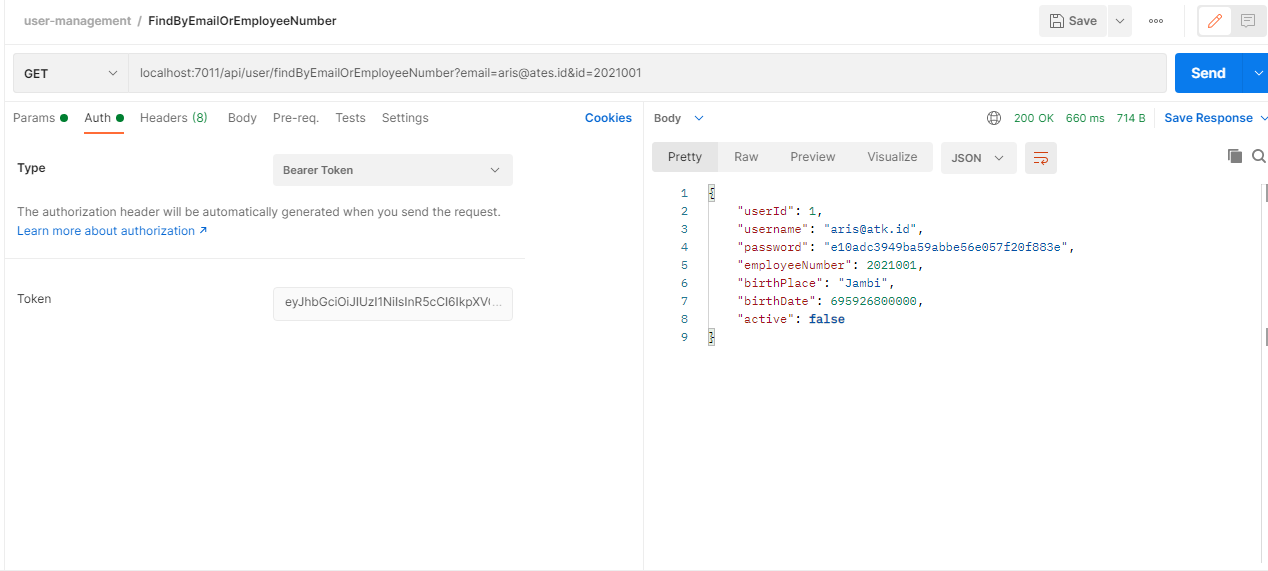 user-management / FindByEmailOrEmployeeNumber
Save
GET
localhost:7011/api/user/findByEmailOrEmployeeNumber?email=aris@ates.id&id=2021001
Send
Params
Auth
Headers (8)
Body
Pre-req.
Tests
Settings
Cookies
Type
Bearer Token
The authorization header will be automatically generated when you send the request.
Learn more about authorization ↗
Token
eyJhbGciOiJIUzI1NiIsInR5cCI6IkpXVC...
Body
200 OK
660 ms
714 B
Save Response
Pretty
Raw
Preview
Visualize
JSON
1 {
2 "userId": 1,
3 "username": "aris@atk.id",
4 "password": "e10adc3949ba59abbe56e057f20f883e",
5 "employeeNumber": 2021001,
6 "birthPlace": "Jambi",
7 "birthDate": 695926800000,
8 "active": false
9 }